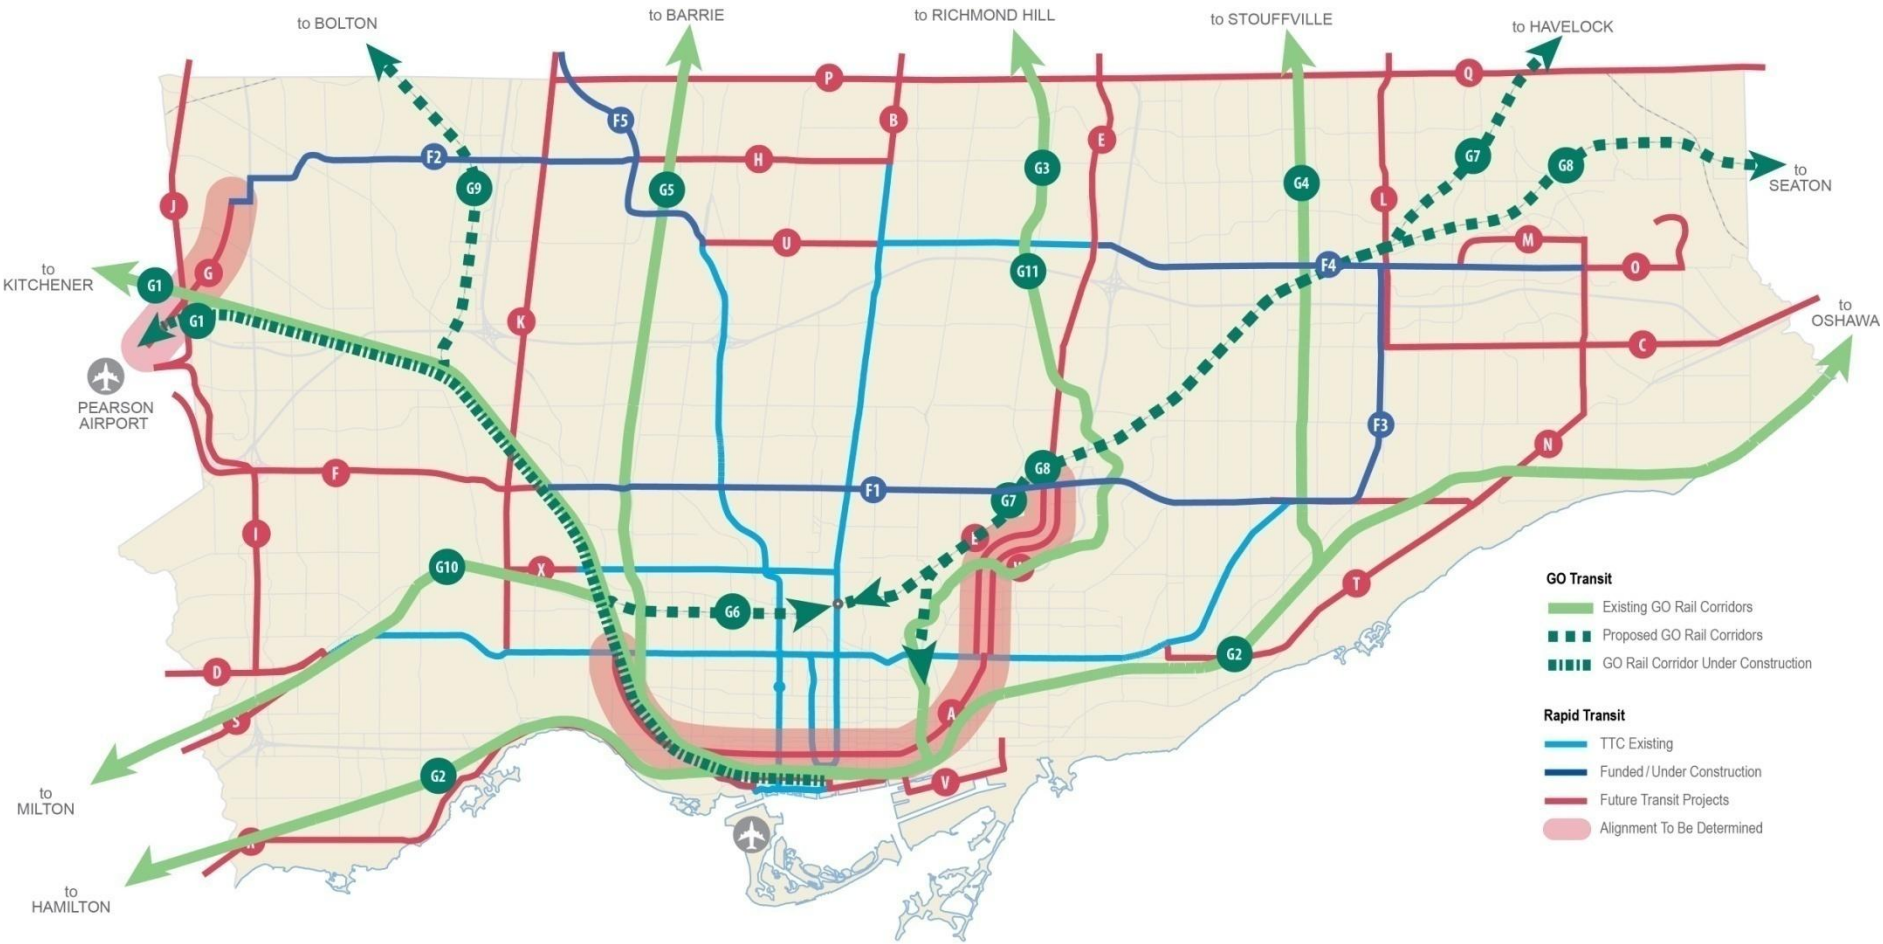 to BOLTON
to BARRIE
to RICHMOND HILL
to STOUFFVILLE
to HAVELOCK
P
Q
B
F5
E
F2
H
G7
G8
G9
G5
G3
G4
to
SEATON
J
L
U
M
G
G11
F4
O
to
KITCHENER
G1
G1
K
C
to
OSHAWA
PEARSON
AIRPORT
F3
N
F
G8
F1
G7
I
E
G10
X
T
G6
G2
D
S
A
G2
V
to
MILTON
to
HAMILTON
GO Transit
Existing GO Rail Corridors
Proposed GO Rail Corridors
GO Rail Corridor Under Construction
Rapid Transit
TTC Existing
Funded / Under Construction
Future Transit Projects
Alignment To Be Determined